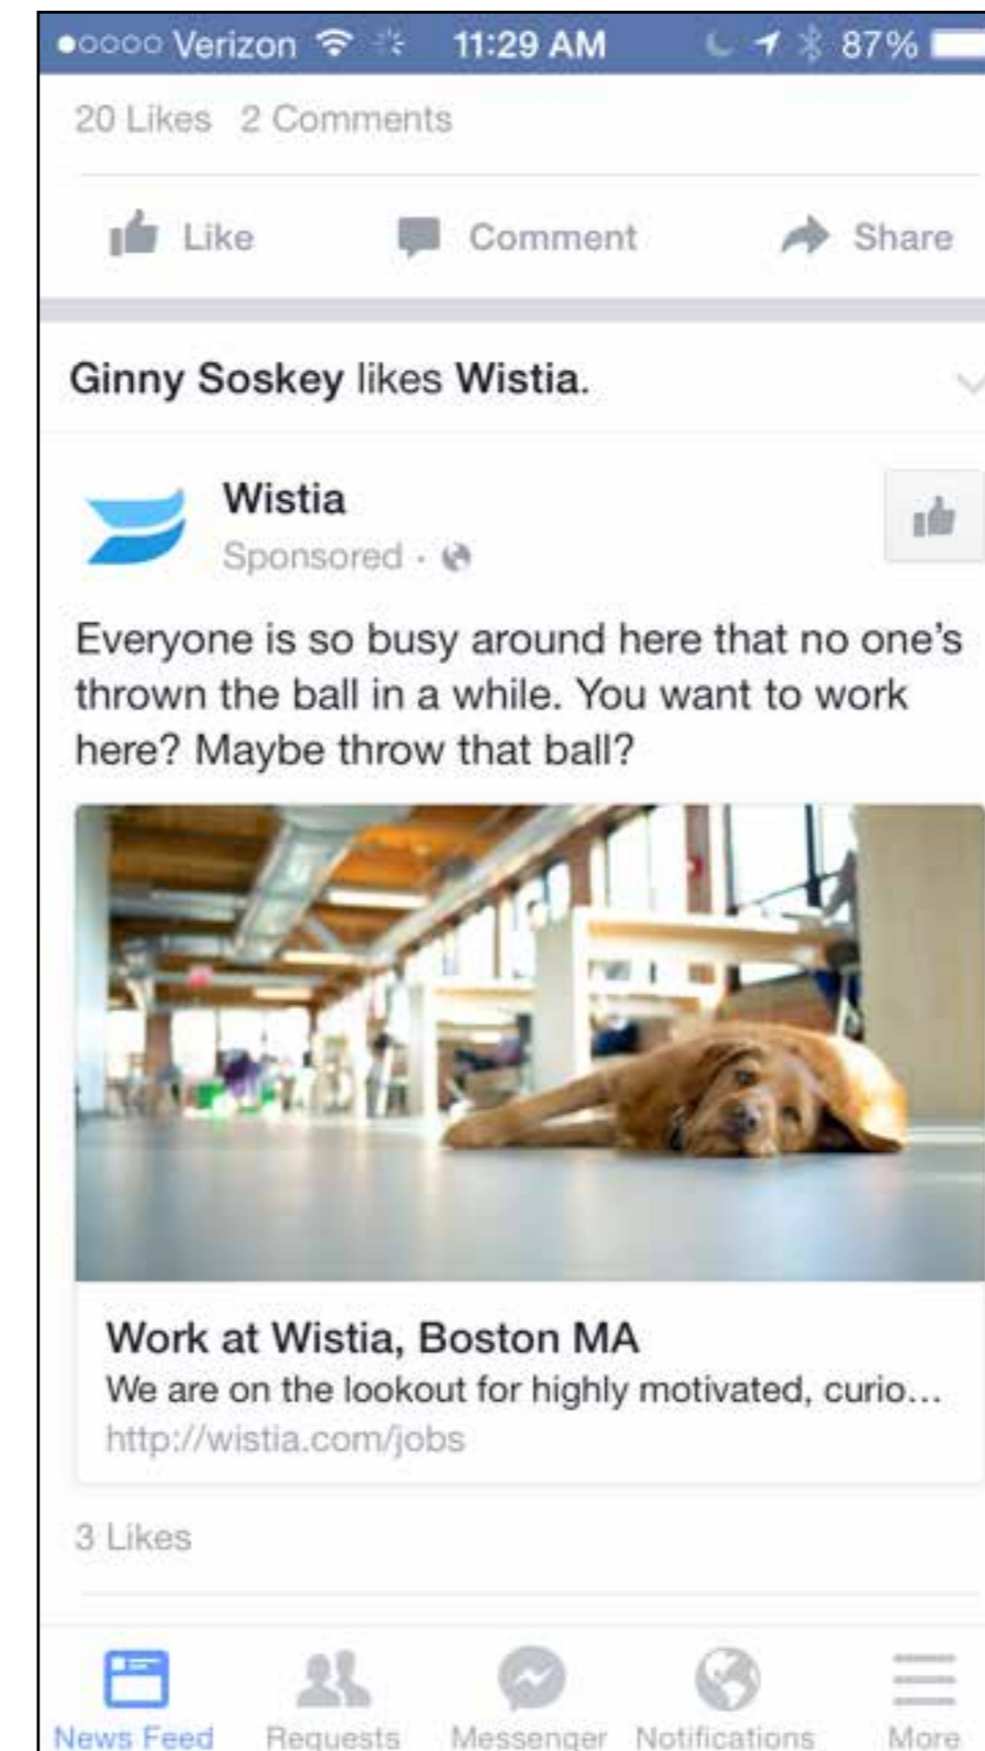 Verizon 11:29 AM 87%
20 Likes 2 Comments
Like Comment Share
Ginny Soskey likes Wistia.
Wistia
Sponsored ·
Everyone is so busy around here that no one's
thrown the ball in a while. You want to work
here? Maybe throw that ball?
Work at Wistia, Boston MA
We are on the lookout for highly motivated, curio...
http://wistia.com/jobs
3 Likes
News Feed Requests Messenger Notifications More